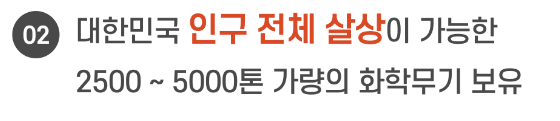 02 대한민국 인구 전체 살상이 가능한
2500 ~ 5000톤 가량의 화학무기 보유